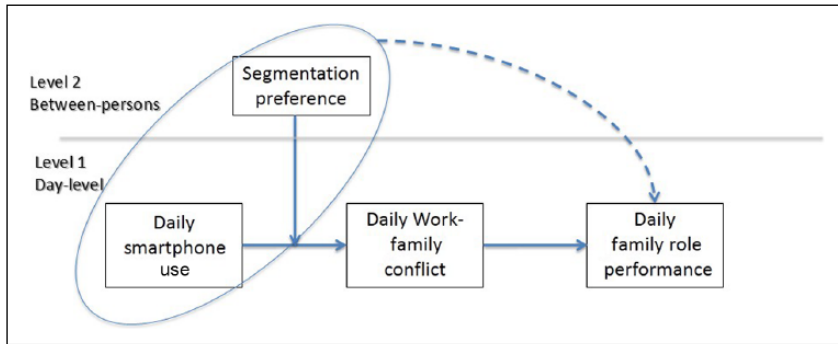 Level 2
Between-persons
Segmentation
preference
Level 1
Day-level
Daily
smartphone
use
Daily Work-
family
conflict
Daily
family role
performance